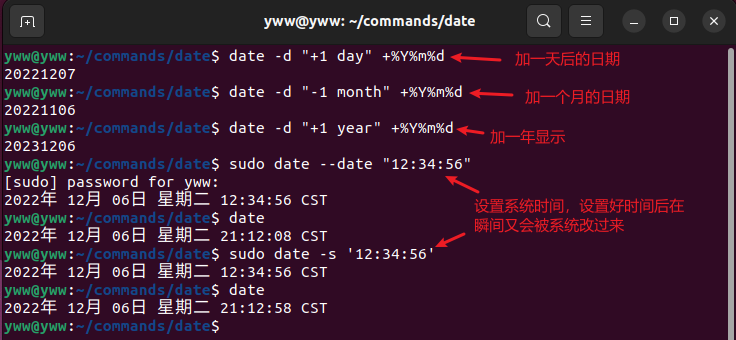 yww@yww: ~/commands/date
yww@yww:~/commands/date$ date -d "+1 day" +%Y%m%d
加一天后的日期
20221207
yww@yww:~/commands/date$ date -d "-1 month" +%Y%m%d
加一个月的日期
20221106
yww@yww:~/commands/date$ date -d "+1 year" +%Y%m%d
加一年显示
20231206
yww@yww:~/commands/date$ sudo date --date "12:34:56"
[sudo] password for yww:
2022年 12月 06日 星期二 12:34:56 CST
设置系统时间，设置好时间后在
瞬间又会被系统改过来
yww@yww:~/commands/date$ date
2022年 12月 06日 星期二 21:12:08 CST
yww@yww:~/commands/date$ sudo date -s '12:34:56'
2022年 12月 06日 星期二 12:34:56 CST
yww@yww:~/commands/date$ date
2022年 12月 06日 星期二 21:12:58 CST
yww@yww:~/commands/date$